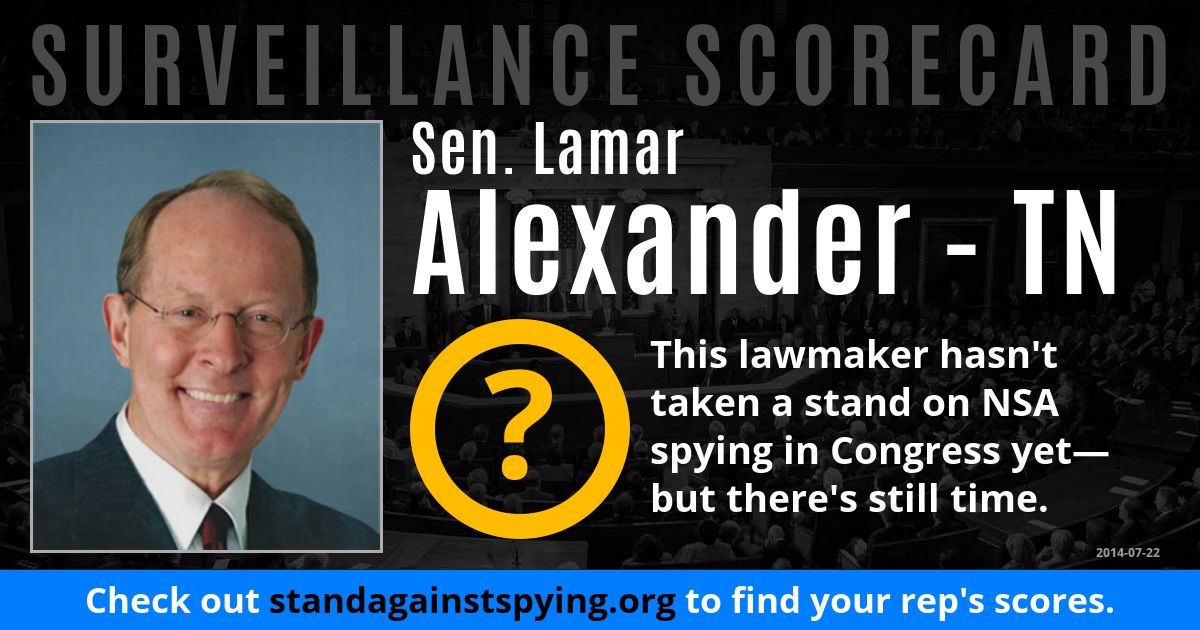 SURVEILLANCE SCORECARD
Sen. Lamar
Alexander - TN
?
This lawmaker hasn't
taken a stand on NSA
spying in Congress yet—
but there's still time.
2014-07-22
Check out standagainstspying.org to find your rep's scores.